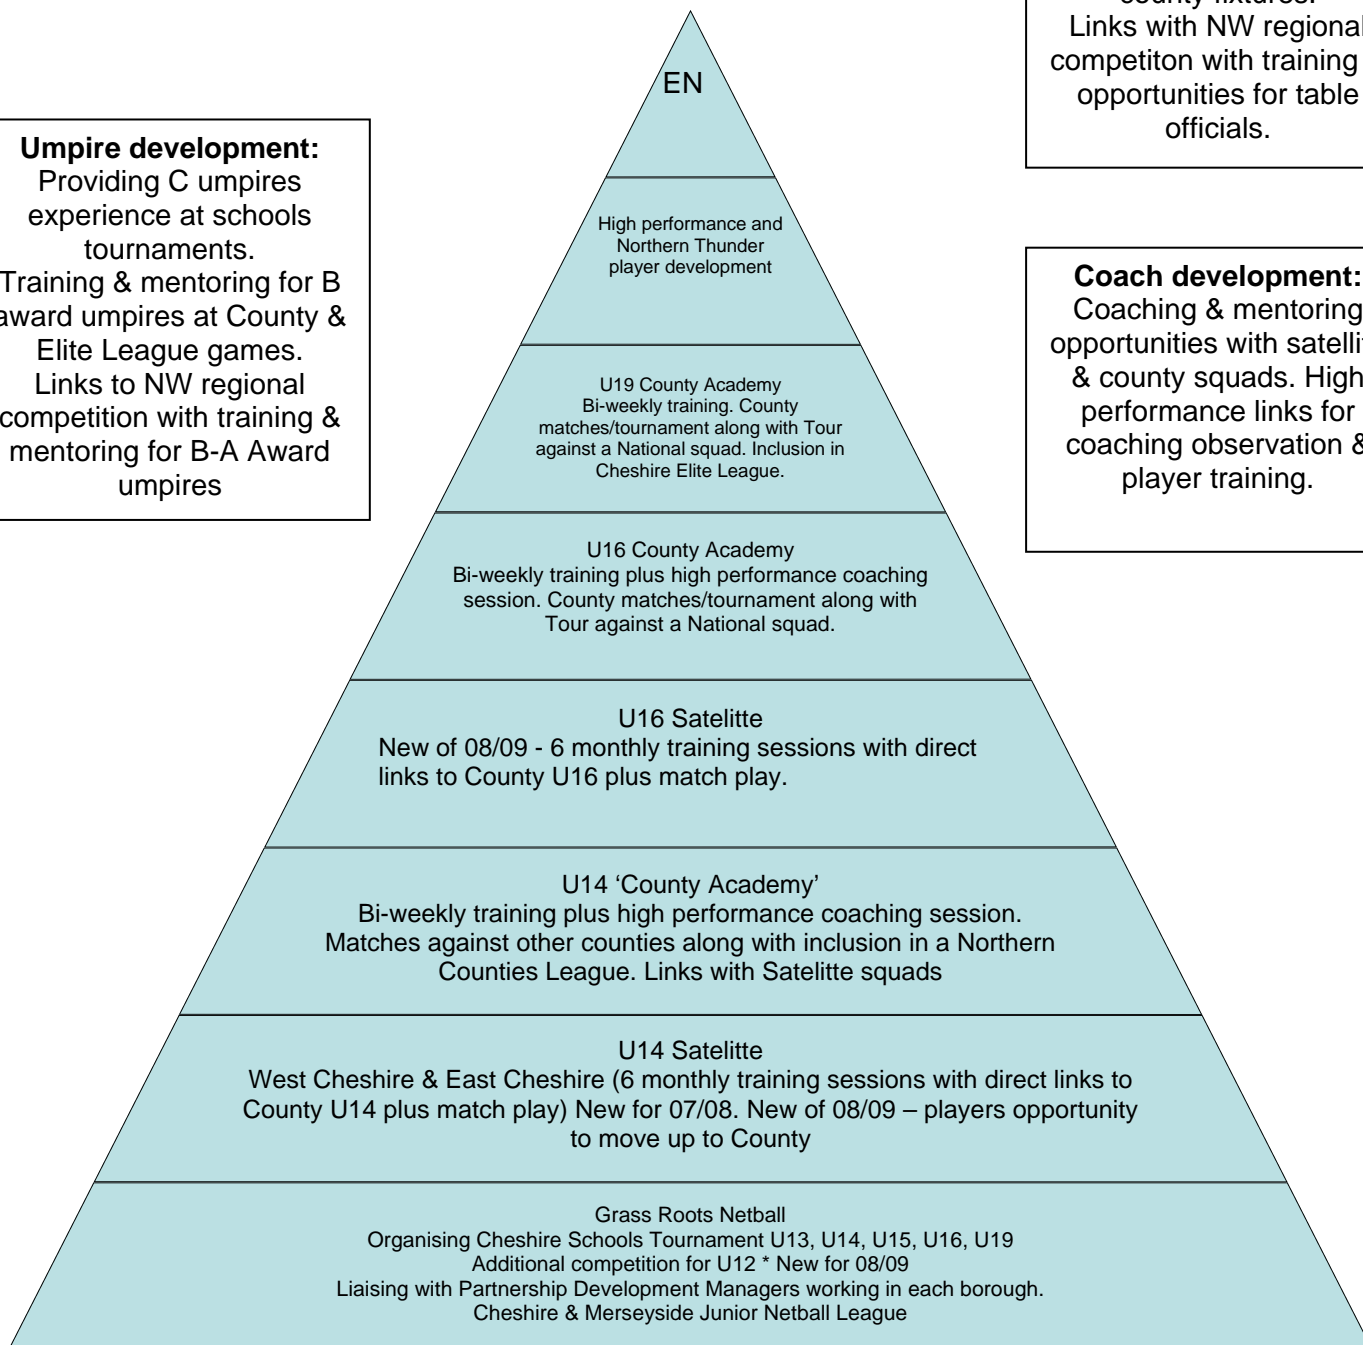 county fixtures.
Links with NW regional
competiton with training
opportunities for table
officials.
EN
Umpire development:
Providing C umpires
experience at schools
tournaments.
Training & mentoring for B
award umpires at County &
Elite League games.
Links to NW regional
competition with training &
mentoring for B-A Award
umpires
High performance and
Northern Thunder
player development
Coach development:
Coaching & mentoring
opportunities with satellit
& county squads. High
performance links for
coaching observation &
player training.
U19 County Academy
Bi-weekly training. County
matches/tournament along with Tour
against a National squad. Inclusion in
Cheshire Elite League.
U16 County Academy
Bi-weekly training plus high performance coaching
session. County matches/tournament along with
Tour against a National squad.
U16 Satelitte
New of 08/09 - 6 monthly training sessions with direct
links to County U16 plus match play.
U14 ‘County Academy’
Bi-weekly training plus high performance coaching session.
Matches against other counties along with inclusion in a Northern
Counties League. Links with Satelitte squads
U14 Satelitte
West Cheshire & East Cheshire (6 monthly training sessions with direct links to
County U14 plus match play) New for 07/08. New of 08/09 – players opportunity
to move up to County
Grass Roots Netball
Organising Cheshire Schools Tournament U13, U14, U15, U16, U19
Additional competition for U12 * New for 08/09
Liaising with Partnership Development Managers working in each borough.
Cheshire & Merseyside Junior Netball League